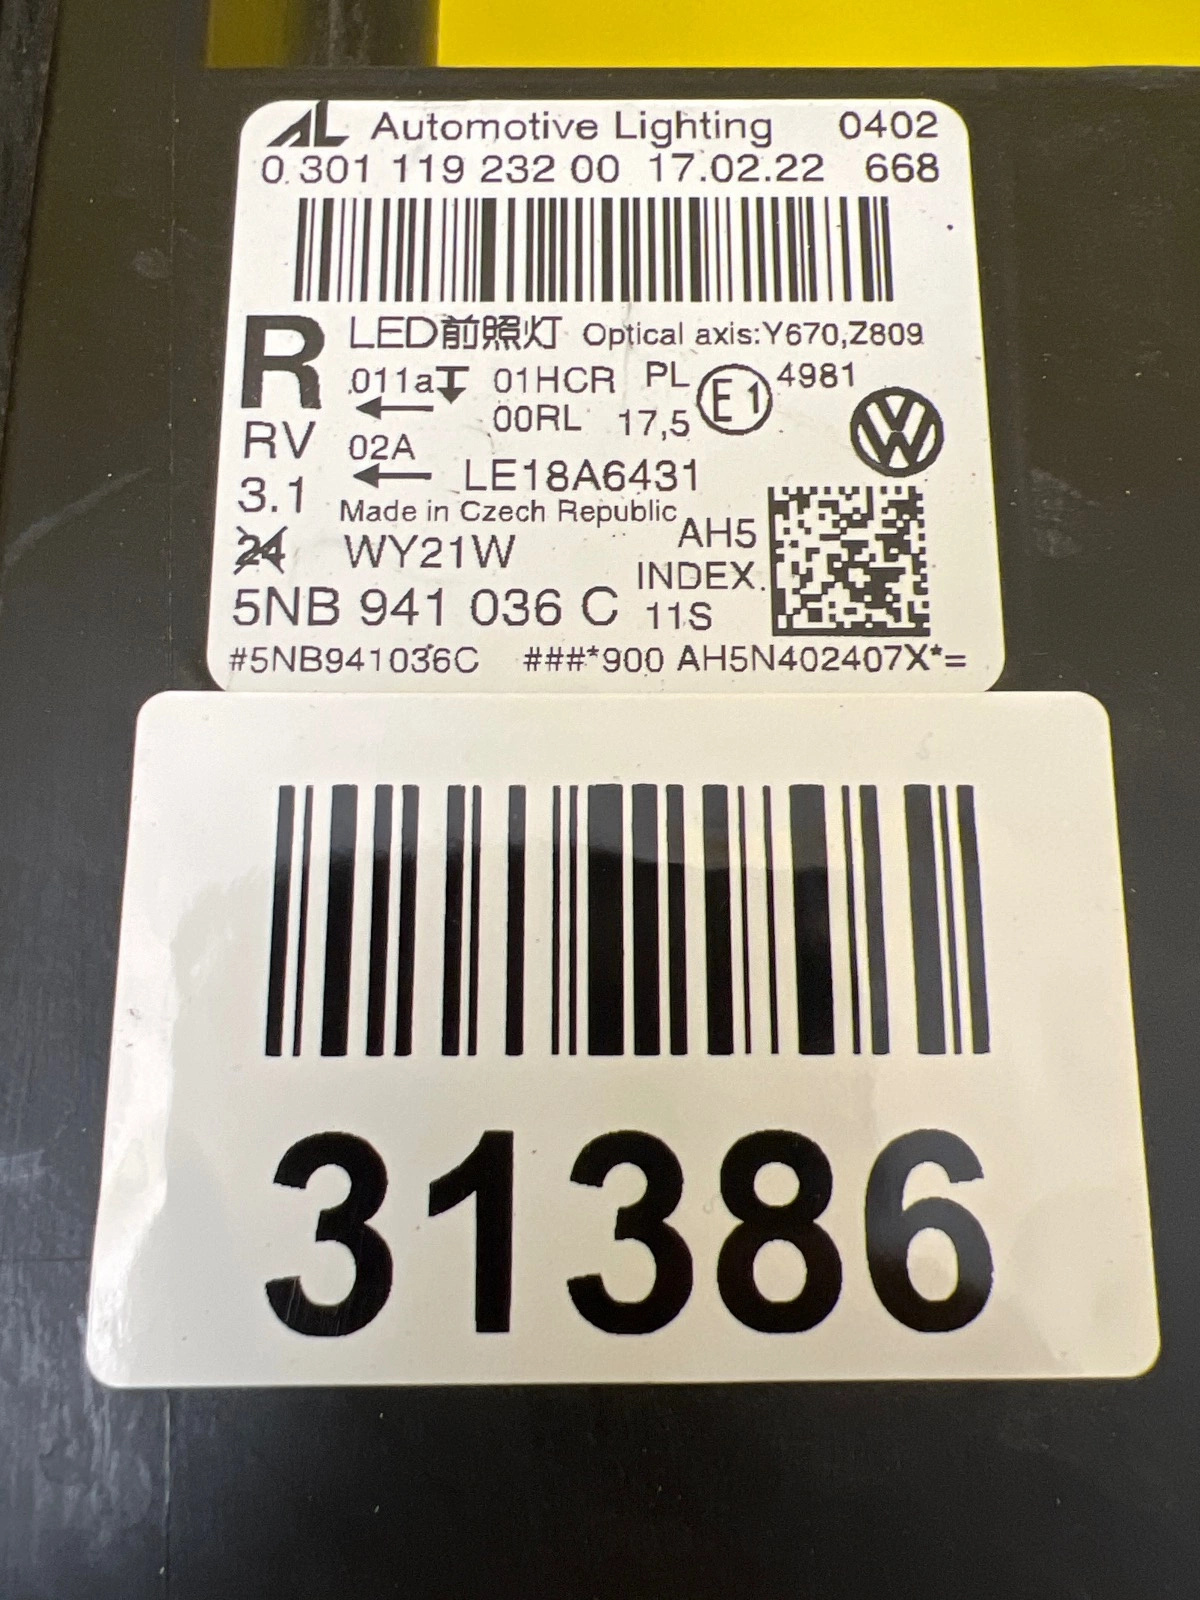 AL Automotive Lighting 0402
0 301 119 232 00 17.02.22 668
R LED前照灯 Optical axis:Y670,Z809
011a 01HCR PL E1 4981
00RL 17,5
RV 02A
3.1 LE18A6431
Made in Czech Republic
24 WY21W AH5
INDEX.
5NB 941 036 C 11S
#5NB941036C ###*900 AH5N402407X*=
31386